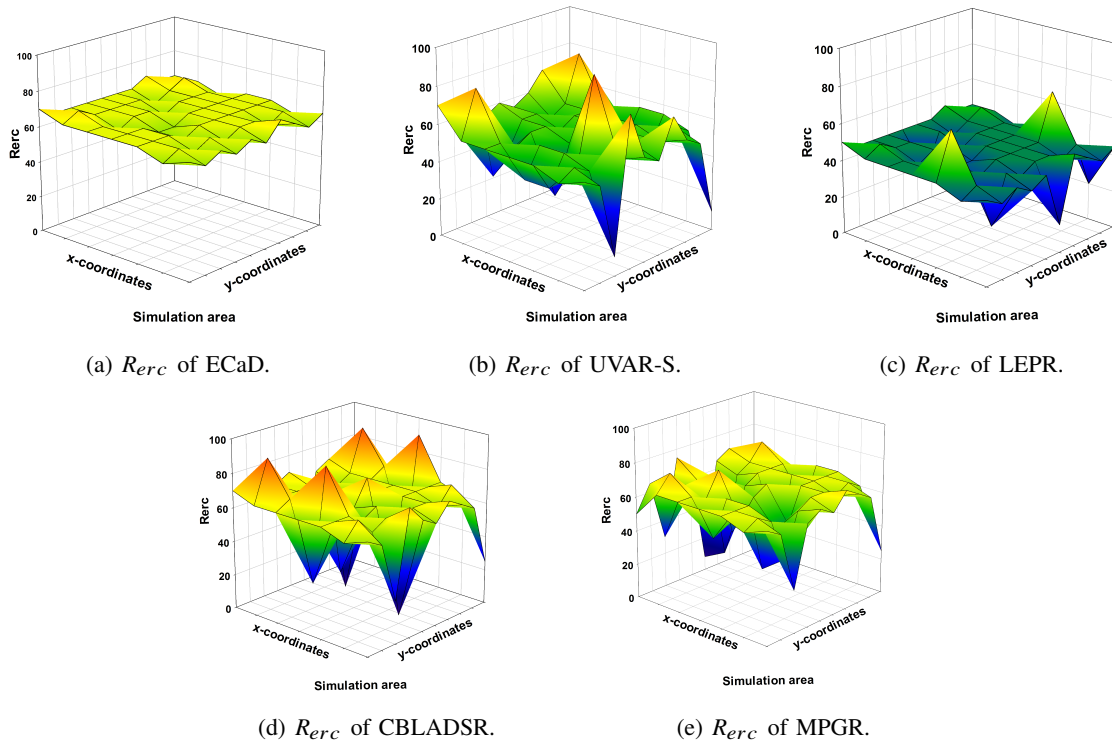 100
80
60
40
20
0
Rerc
x-coordinates
y-coordinates
Simulation area
(a) Rerc of ECaD.
100
80
60
40
20
0
Rerc
x-coordinates
y-coordinates
Simulation area
(b) Rerc of UVAR-S.
100
80
60
40
20
0
Rerc
x-coordinates
y-coordinates
Simulation area
(c) Rerc of LEPR.
100
80
60
40
20
0
Rerc
x-coordinates
y-coordinates
Simulation area
(d) Rerc of CBLADSR.
100
80
60
40
20
0
Rerc
x-coordinates
y-coordinates
Simulation area
(e) Rerc of MPGR.